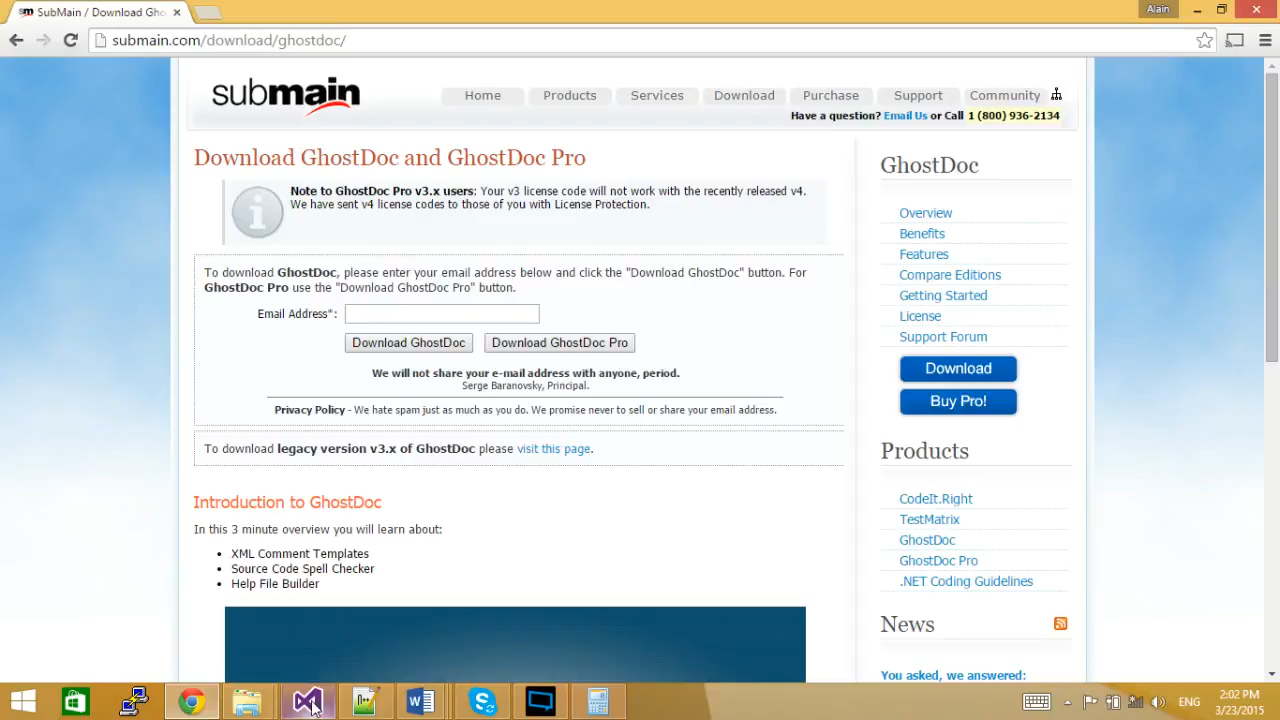 SubMain / Download Gho
Alain
submain.com/download/ghostdoc/
submain
Home
Products
Services
Download
Purchase
Support
Community
Have a question? Email Us or Call 1 (800) 936-2134
Download GhostDoc and GhostDoc Pro
Note to GhostDoc Pro v3.x users: Your v3 license code will not work with the recently released v4.
We have sent v4 license codes to those of you with License Protection.
To download GhostDoc, please enter your email address below and click the "Download GhostDoc" button. For
GhostDoc Pro use the "Download GhostDoc Pro" button.
Email Address*:
Download GhostDoc
Download GhostDoc Pro
We will not share your e-mail address with anyone, period.
Serge Baranovsky, Principal.
Privacy Policy - We hate spam just as much as you do. We promise never to sell or share your email address.
To download legacy version v3.x of GhostDoc please visit this page.
Introduction to GhostDoc
In this 3 minute overview you will learn about:
• XML Comment Templates
• Source Code Spell Checker
• Help File Builder
GhostDoc
Overview
Benefits
Features
Compare Editions
Getting Started
License
Support Forum
Download
Buy Pro!
Products
CodeIt.Right
TestMatrix
GhostDoc
GhostDoc Pro
.NET Coding Guidelines
News
You asked, we answered:
ENG
2:02 PM
3/23/2015